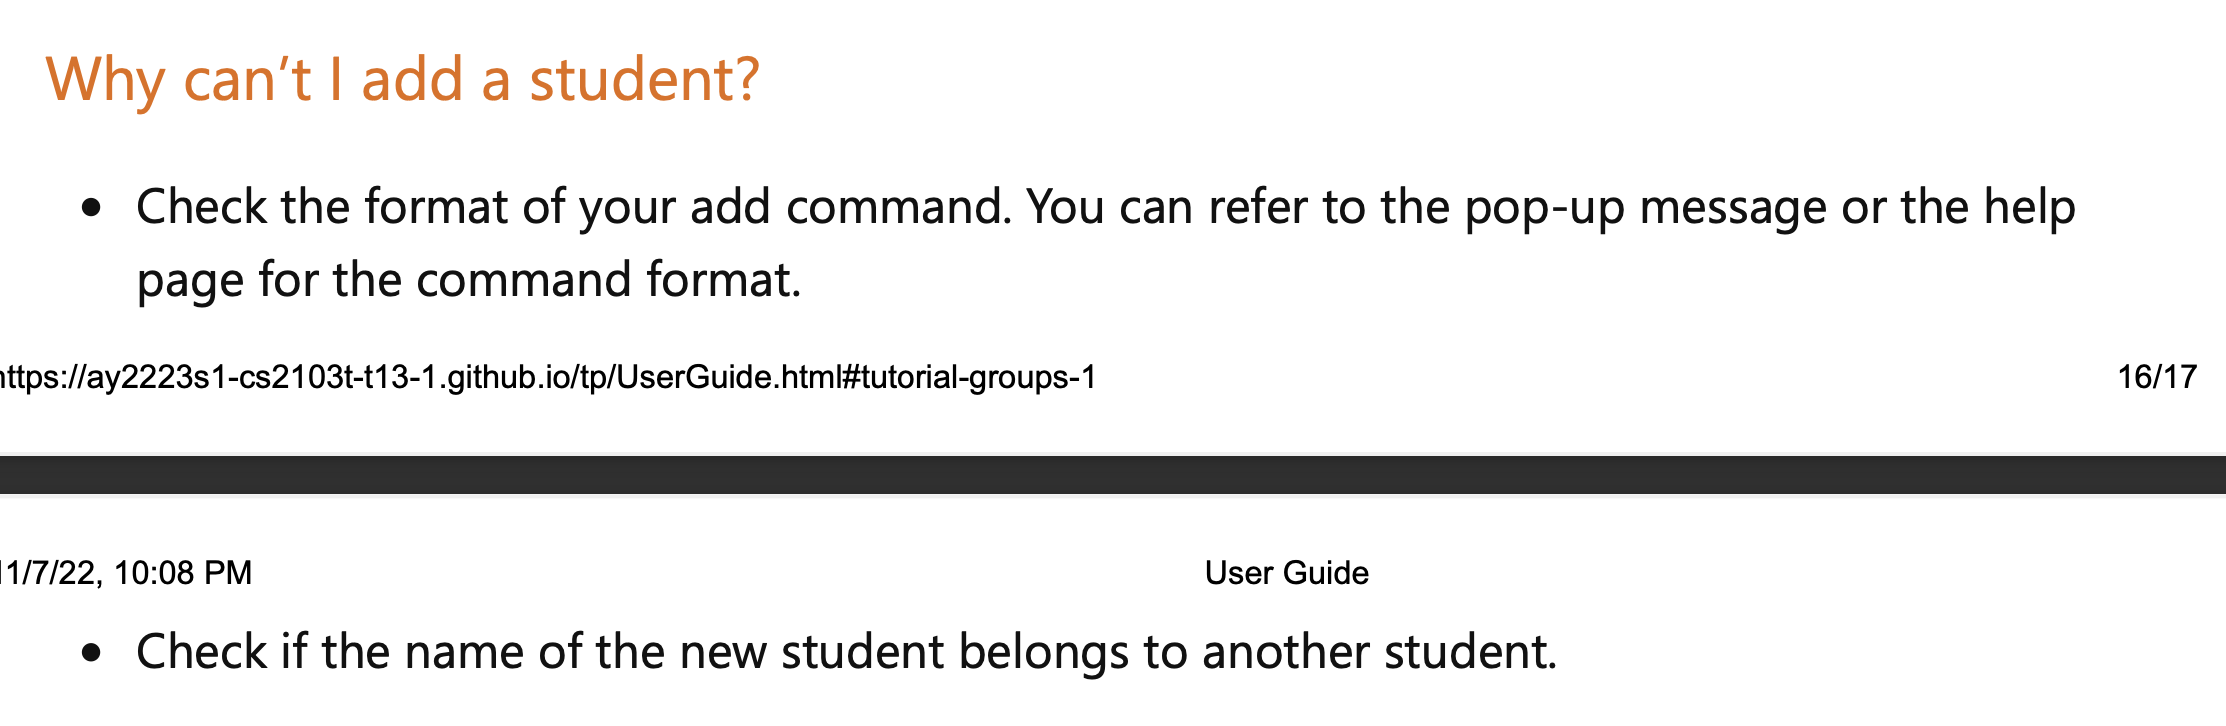 Why can’t I add a student?
• Check the format of your add command. You can refer to the pop-up message or the help
page for the command format.
ttps://ay2223s1-cs2103t-t13-1.github.io/tp/UserGuide.html#tutorial-groups-1 16/17
1/7/22, 10:08 PM User Guide
• Check if the name of the new student belongs to another student.